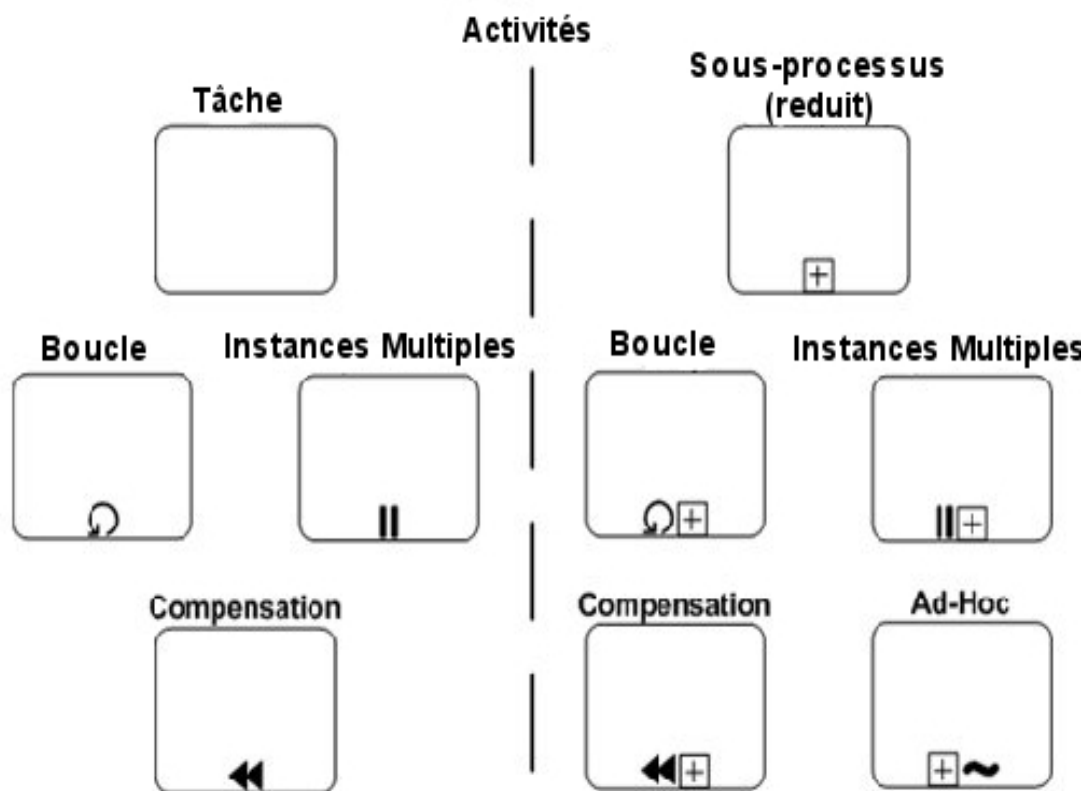 Activités
Tâche
Sous-processus
(reduit)
Boucle
Instances Multiples
Boucle
Instances Multiples
Compensation
Compensation
Ad-Hoc